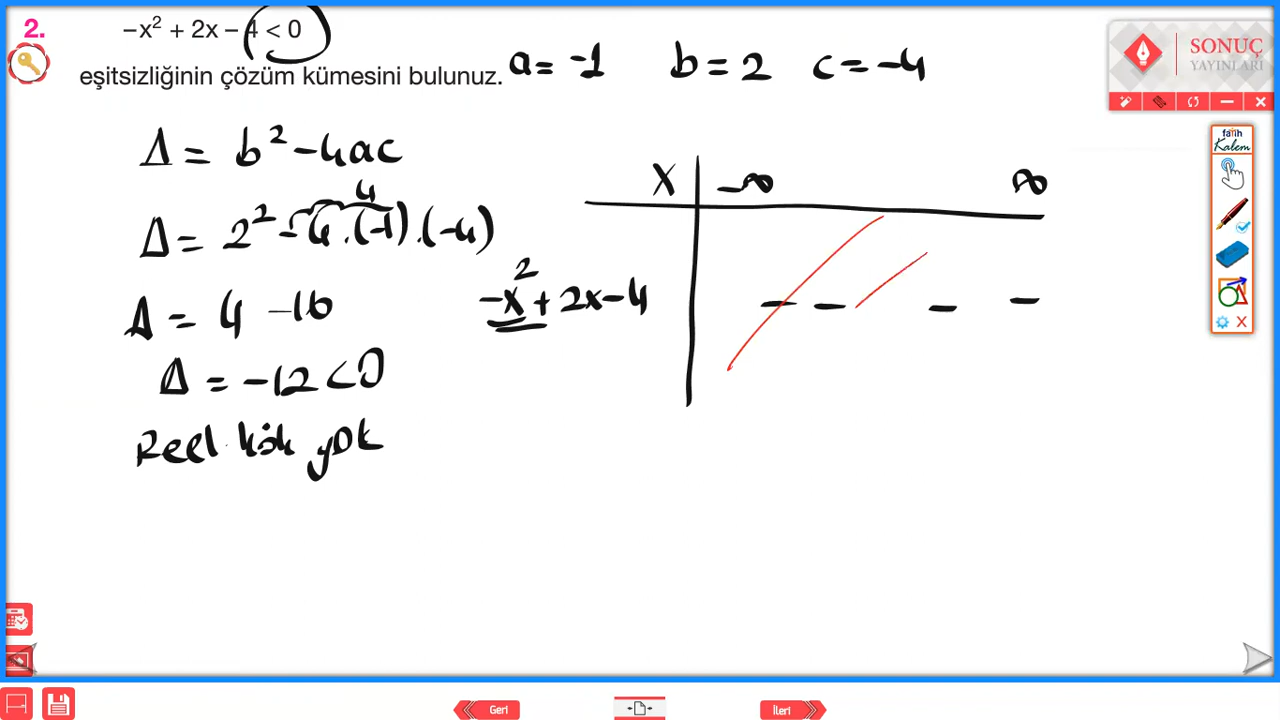 2.
−x² + 2x − 4 < 0
eşitsizliğinin çözüm kümesini bulunuz.
a = -1 b = 2 c = -4
SONUÇ
YAYINLARI
fatih
Kalem
Δ = b² - 4ac
4
Δ = 2² - 4.(-1).(-4)
Δ = 4 - 16
Δ = -12 < 0
Reel kök yok
X -∞ ∞
-x² + 2x - 4 - - - -
Geri
İleri